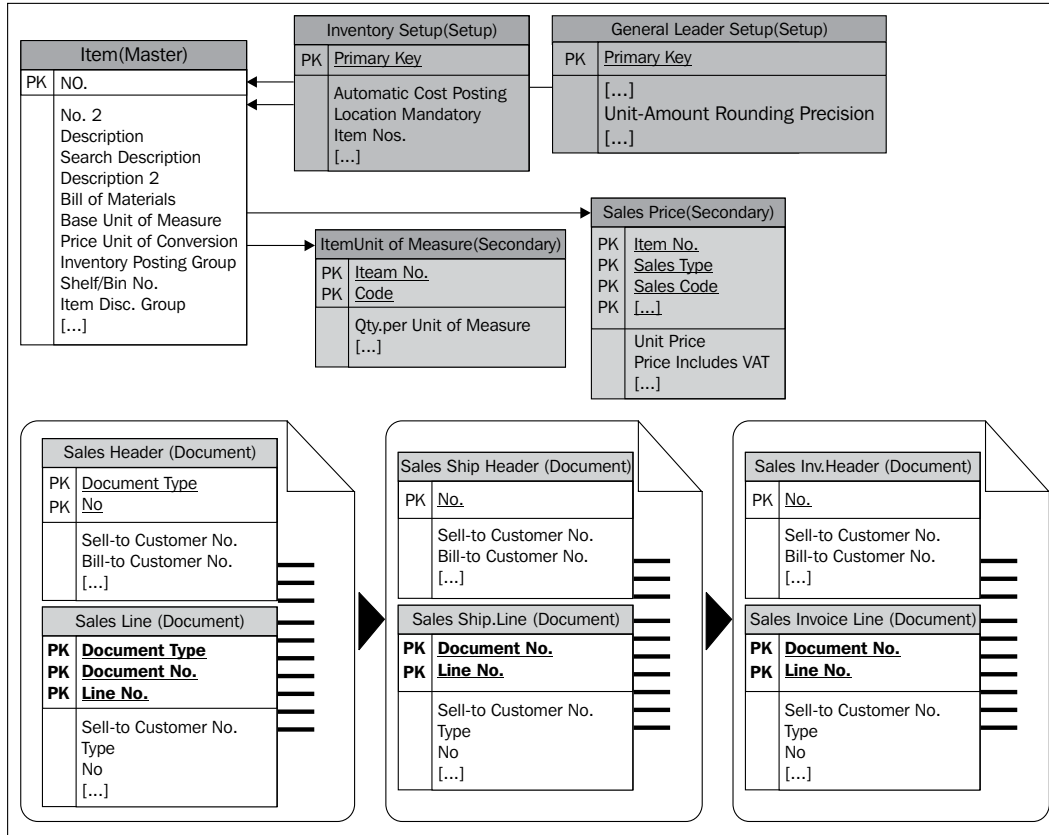 Item(Master)
PK NO.
No. 2
Description
Search Description
Description 2
Bill of Materials
Base Unit of Measure
Price Unit of Conversion
Inventory Posting Group
Shelf/Bin No.
Item Disc. Group
[...]
Inventory Setup(Setup)
PK Primary Key
Automatic Cost Posting
Location Mandatory
Item Nos.
[...]
General Leader Setup(Setup)
PK Primary Key
[...]
Unit-Amount Rounding Precision
[...]
ItemUnit of Measure(Secondary)
PK Iteam No.
PK Code
Qty.per Unit of Measure
[...]
Sales Price(Secondary)
PK Item No.
PK Sales Type
PK Sales Code
PK [...]
Unit Price
Price Includes VAT
[...]
Sales Header (Document)
PK Document Type
PK No
Sell-to Customer No.
Bill-to Customer No.
[...]
Sales Line (Document)
PK Document Type
PK Document No.
PK Line No.
Sell-to Customer No.
Type
No
[...]
Sales Ship Header (Document)
PK No.
Sell-to Customer No.
Bill-to Customer No.
[...]
Sales Ship.Line (Document)
PK Document No.
PK Line No.
Sell-to Customer No.
Type
No
[...]
Sales Inv.Header (Document)
PK No.
Sell-to Customer No.
Bill-to Customer No.
[...]
Sales Invoice Line (Document)
PK Document No.
PK Line No.
Sell-to Customer No.
Type
No
[...]